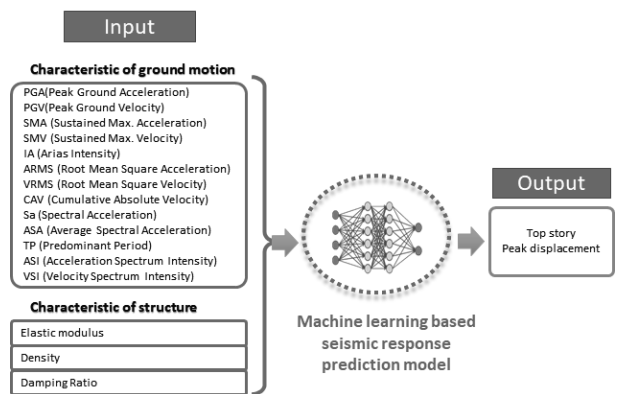 Input
Characteristic of ground motion
PGA(Peak Ground Acceleration)
PGV(Peak Ground Velocity)
SMA (Sustained Max. Acceleration)
SMV (Sustained Max. Velocity)
IA (Arias Intensity)
ARMS (Root Mean Square Acceleration)
VRMS (Root Mean Square Velocity)
CAV (Cumulative Absolute Velocity)
Sa (Spectral Acceleration)
ASA (Average Spectral Acceleration)
TP (Predominant Period)
ASI (Acceleration Spectrum Intensity)
VSI (Velocity Spectrum Intensity)
Characteristic of structure
Elastic modulus
Density
Damping Ratio
Machine learning based
seismic response
prediction model
Output
Top story
Peak displacement